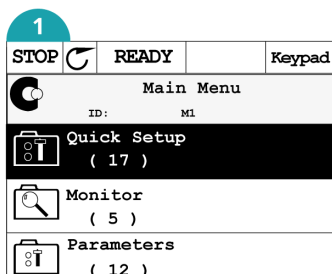 1
STOP READY Keypad
Main Menu
ID: M1
Quick Setup
( 17 )
Monitor
( 5 )
Parameters
( 12 )